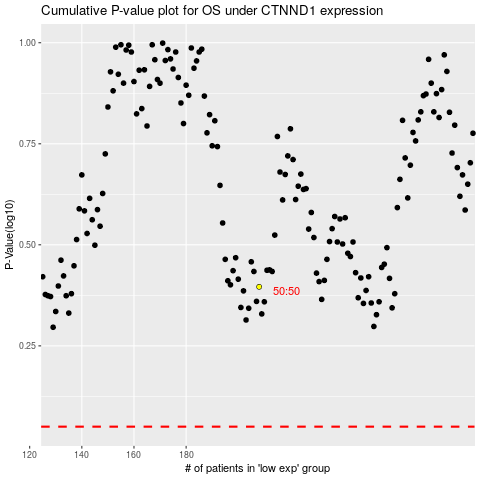 Cumulative P-value plot for OS under CTNND1 expression
P-Value(log10)
1.00
0.75
0.50
0.25
50:50
120 140 160 180
# of patients in 'low exp' group